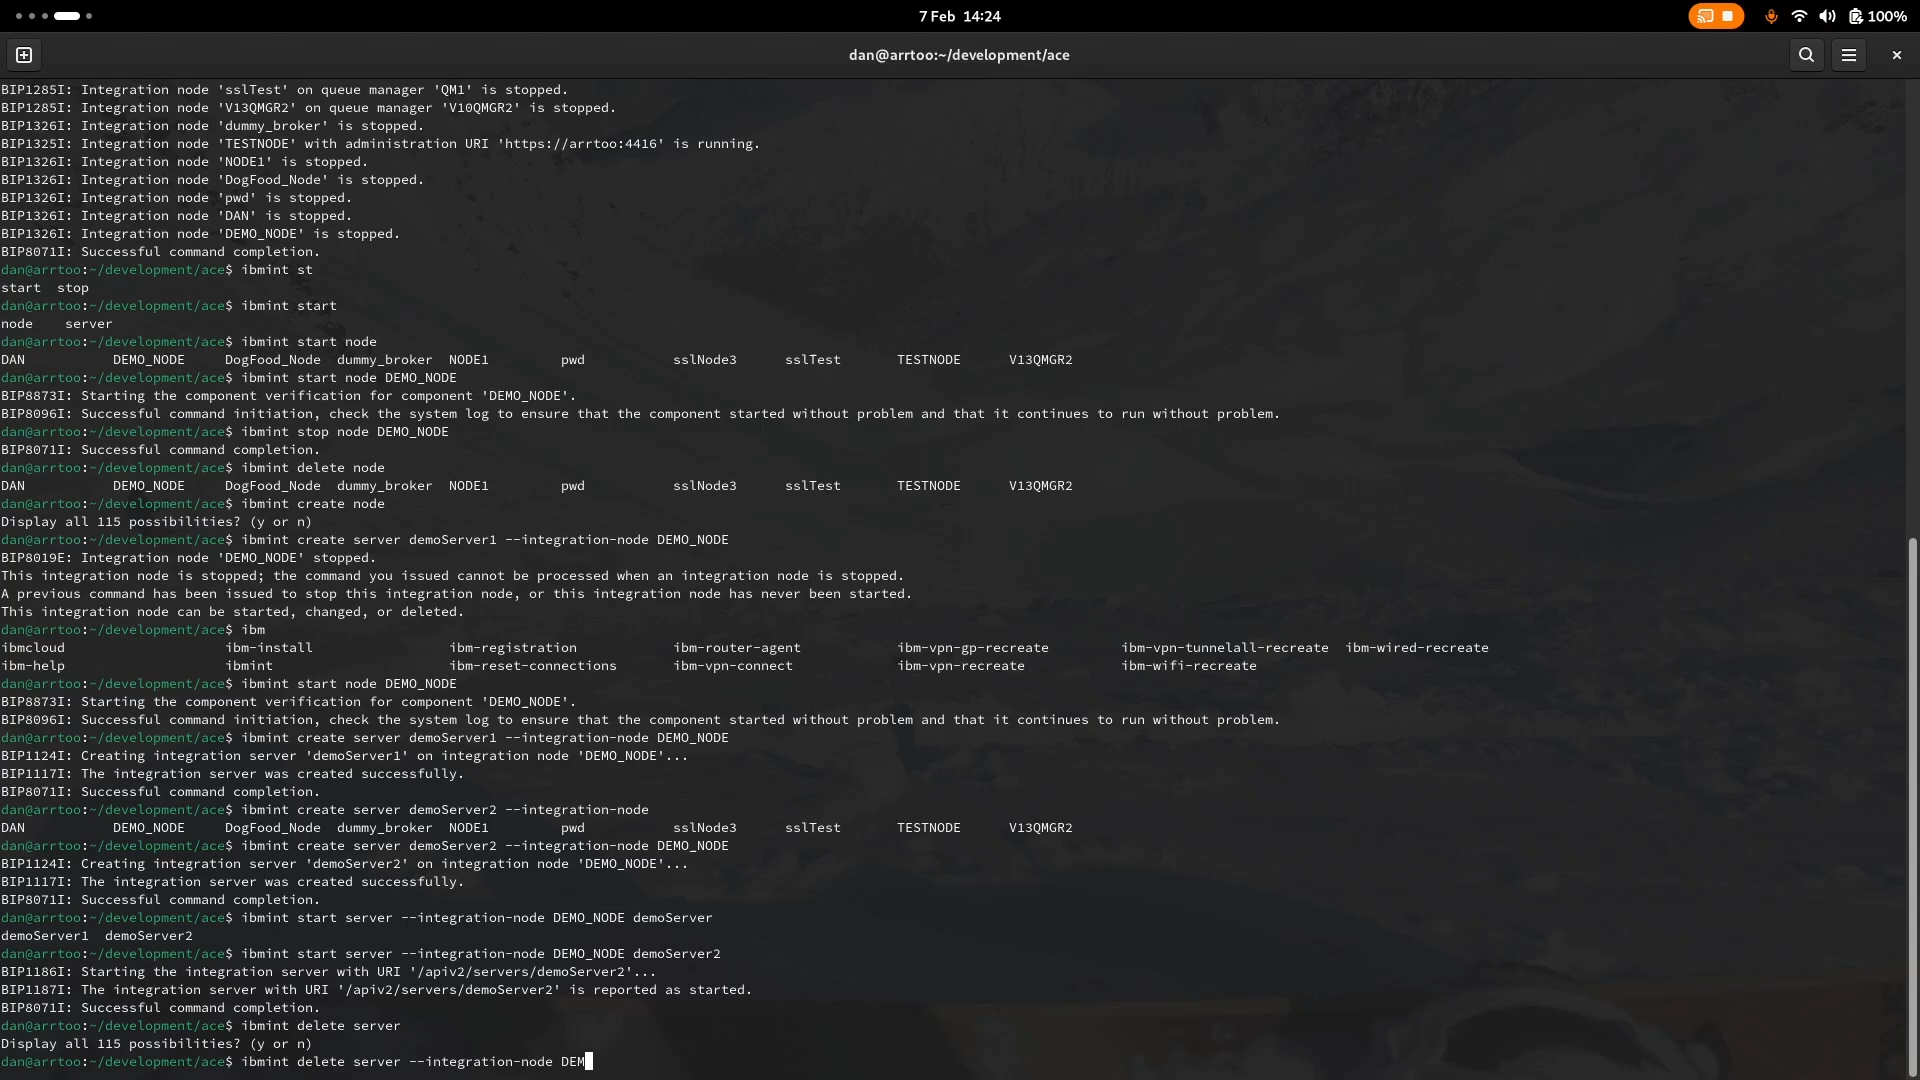 7 Feb 14:24
100%
dan@arrtoo:~/development/ace
BIP1285I: Integration node 'sslTest' on queue manager 'QM1' is stopped.
BIP1285I: Integration node 'V13QMGR2' on queue manager 'V10QMGR2' is stopped.
BIP1326I: Integration node 'dummy_broker' is stopped.
BIP1325I: Integration node 'TESTNODE' with administration URI 'https://arrtoo:4416' is running.
BIP1326I: Integration node 'NODE1' is stopped.
BIP1326I: Integration node 'DogFood_Node' is stopped.
BIP1326I: Integration node 'pwd' is stopped.
BIP1326I: Integration node 'DAN' is stopped.
BIP1326I: Integration node 'DEMO_NODE' is stopped.
BIP8071I: Successful command completion.
dan@arrtoo:~/development/ace$ ibmint st
start  stop
dan@arrtoo:~/development/ace$ ibmint start
node    server
dan@arrtoo:~/development/ace$ ibmint start node
DAN           DEMO_NODE     DogFood_Node  dummy_broker  NODE1         pwd           sslNode3      sslTest       TESTNODE      V13QMGR2
dan@arrtoo:~/development/ace$ ibmint start node DEMO_NODE
BIP8873I: Starting the component verification for component 'DEMO_NODE'.
BIP8096I: Successful command initiation, check the system log to ensure that the component started without problem and that it continues to run without problem.
dan@arrtoo:~/development/ace$ ibmint stop node DEMO_NODE
BIP8071I: Successful command completion.
dan@arrtoo:~/development/ace$ ibmint delete node
DAN           DEMO_NODE     DogFood_Node  dummy_broker  NODE1         pwd           sslNode3      sslTest       TESTNODE      V13QMGR2
dan@arrtoo:~/development/ace$ ibmint create node
Display all 115 possibilities? (y or n)
dan@arrtoo:~/development/ace$ ibmint create server demoServer1 --integration-node DEMO_NODE
BIP8019E: Integration node 'DEMO_NODE' stopped.
This integration node is stopped; the command you issued cannot be processed when an integration node is stopped.
A previous command has been issued to stop this integration node, or this integration node has never been started.
This integration node can be started, changed, or deleted.
dan@arrtoo:~/development/ace$ ibm
ibmcloud                    ibm-install                 ibm-registration            ibm-router-agent            ibm-vpn-gp-recreate         ibm-vpn-tunnelall-recreate  ibm-wired-recreate
ibm-help                    ibmint                      ibm-reset-connections       ibm-vpn-connect             ibm-vpn-recreate            ibm-wifi-recreate
dan@arrtoo:~/development/ace$ ibmint start node DEMO_NODE
BIP8873I: Starting the component verification for component 'DEMO_NODE'.
BIP8096I: Successful command initiation, check the system log to ensure that the component started without problem and that it continues to run without problem.
dan@arrtoo:~/development/ace$ ibmint create server demoServer1 --integration-node DEMO_NODE
BIP1124I: Creating integration server 'demoServer1' on integration node 'DEMO_NODE'...
BIP1117I: The integration server was created successfully.
BIP8071I: Successful command completion.
dan@arrtoo:~/development/ace$ ibmint create server demoServer2 --integration-node
DAN           DEMO_NODE     DogFood_Node  dummy_broker  NODE1         pwd           sslNode3      sslTest       TESTNODE      V13QMGR2
dan@arrtoo:~/development/ace$ ibmint create server demoServer2 --integration-node DEMO_NODE
BIP1124I: Creating integration server 'demoServer2' on integration node 'DEMO_NODE'...
BIP1117I: The integration server was created successfully.
BIP8071I: Successful command completion.
dan@arrtoo:~/development/ace$ ibmint start server --integration-node DEMO_NODE demoServer
demoServer1  demoServer2
dan@arrtoo:~/development/ace$ ibmint start server --integration-node DEMO_NODE demoServer2
BIP1186I: Starting the integration server with URI '/apiv2/servers/demoServer2'...
BIP1187I: The integration server with URI '/apiv2/servers/demoServer2' is reported as started.
BIP8071I: Successful command completion.
dan@arrtoo:~/development/ace$ ibmint delete server
Display all 115 possibilities? (y or n)
dan@arrtoo:~/development/ace$ ibmint delete server --integration-node DEM